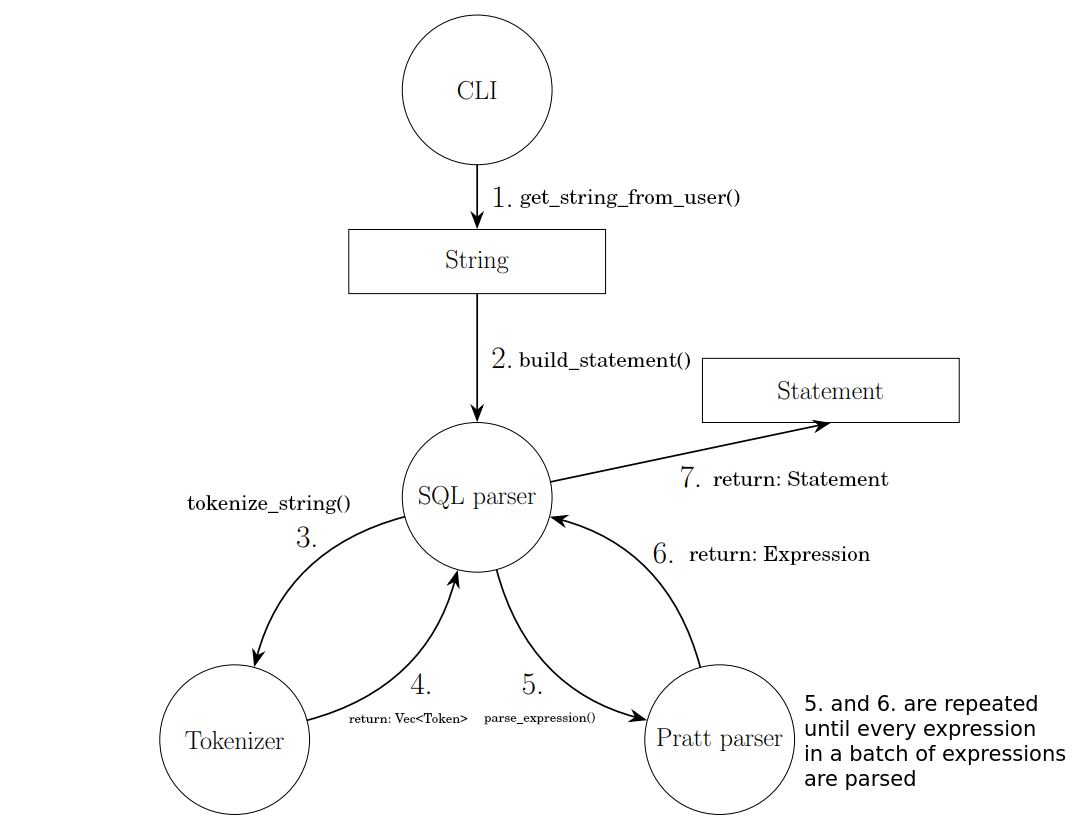 CLI
1. get_string_from_user()
String
2. build_statement()
Statement
SQL parser
7. return: Statement
tokenize_string()
3.
6. return: Expression
4.
return: Vec<Token>
5.
parse_expression()
Tokenizer
Pratt parser
5. and 6. are repeated
until every expression
in a batch of expressions
are parsed